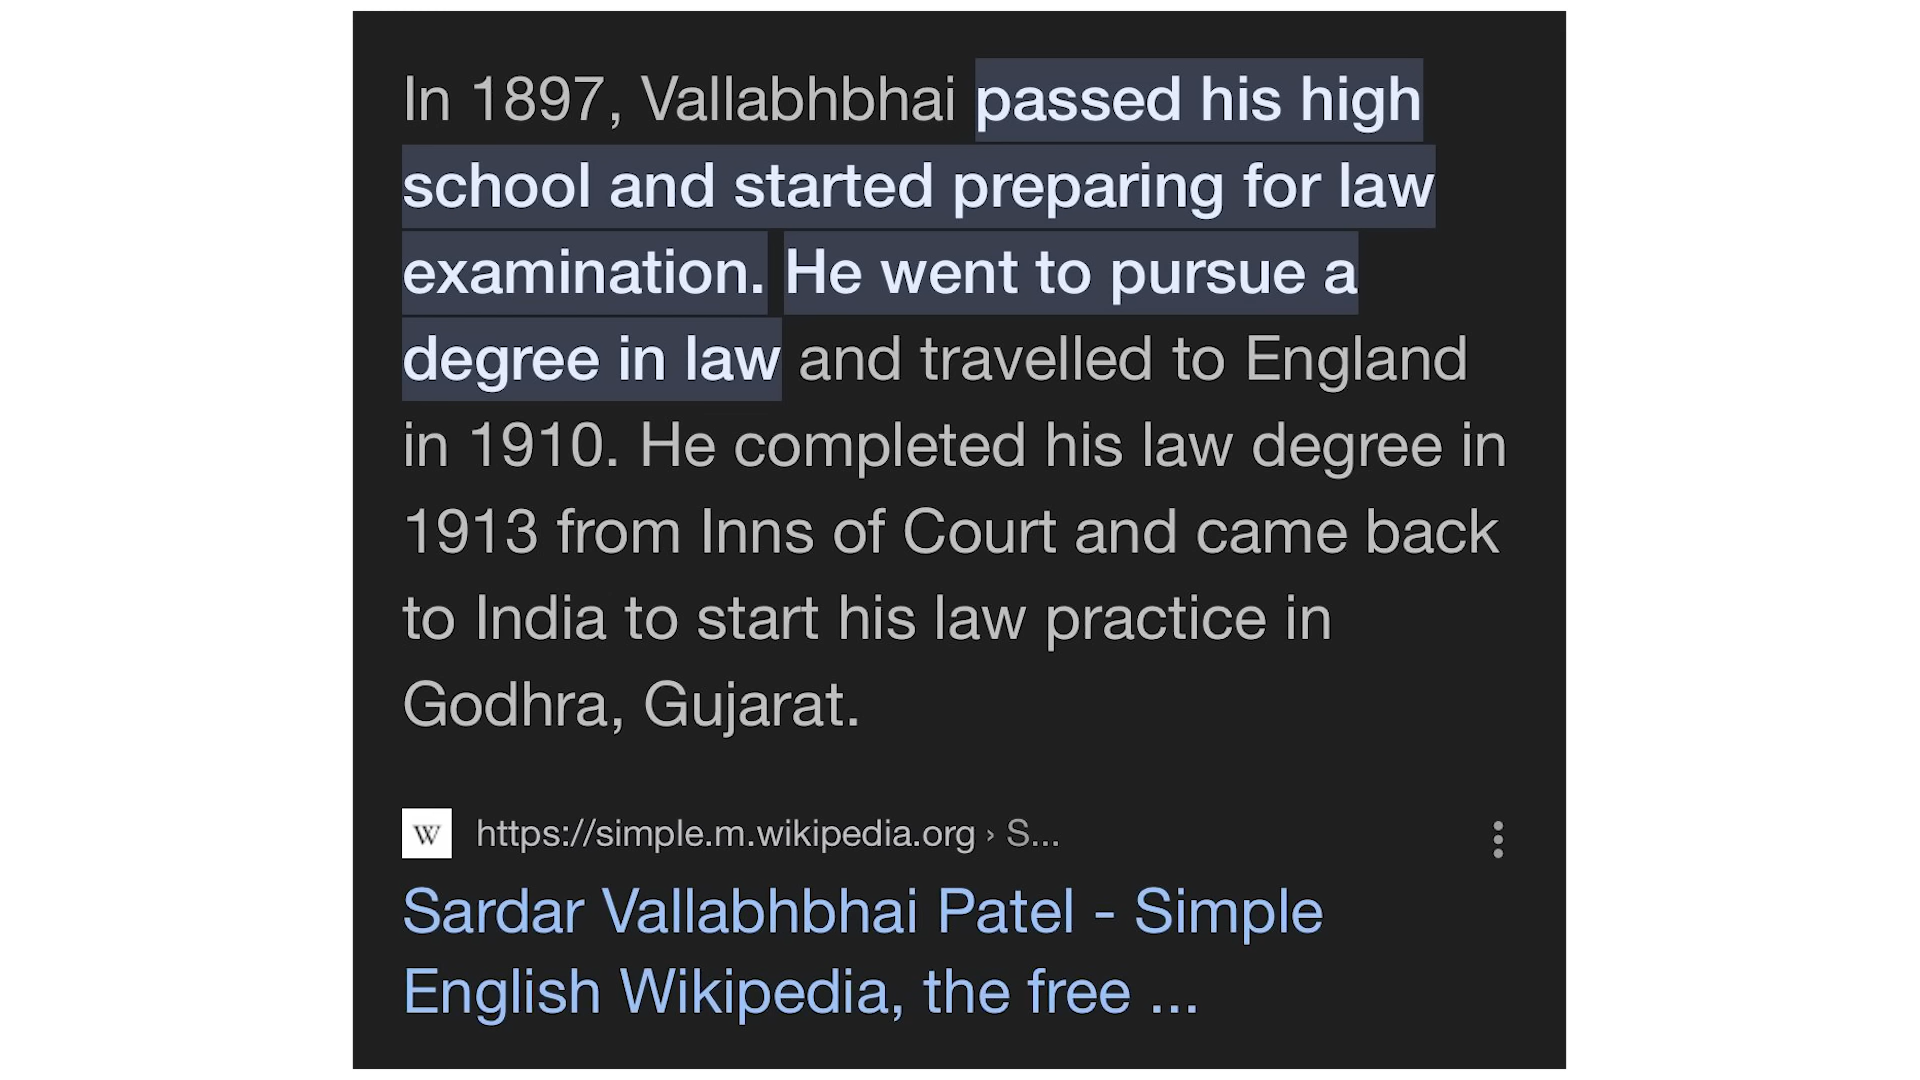 In 1897, Vallabhbhai passed his high
school and started preparing for law
examination. He went to pursue a
degree in law and travelled to England
in 1910. He completed his law degree in
1913 from Inns of Court and came back
to India to start his law practice in
Godhra, Gujarat.
W https://simple.m.wikipedia.org › S...
Sardar Vallabhbhai Patel - Simple
English Wikipedia, the free ...